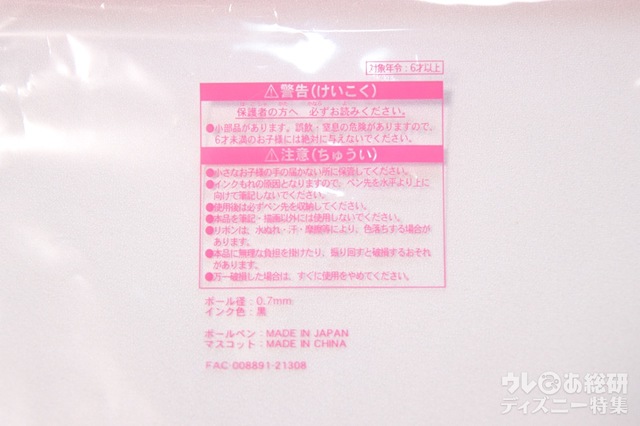 対象年令：6才以上
⚠警告(けいこく)
保護者の方へ 必ずお読みください。
●小部品があります。誤飲・窒息の危険がありますので、
6才未満のお子様には絶対に与えないでください。
⚠注意(ちゅうい)
●小さなお子様の手の届かない所に保管してください。
●インクもれの原因となりますので、ペン先を水平より上に
向けて筆記しないでください。
●使用後は必ずペン先を収納してください。
●本品を筆記・描画以外には使用しないでください。
●リボンは、水ぬれ・汗・摩擦等により、色落ちする場合が
あります。
●本品に無理な負担を掛けたり、振り回すと破損するおそれ
があります。
●万一破損した場合は、すぐに使用をやめてください。
ボール径：0.7mm
インク色：黒
ボールペン：MADE IN JAPAN
マスコット：MADE IN CHINA
FAC-008891-21308
ウレぴあ総研
ディズニー特集